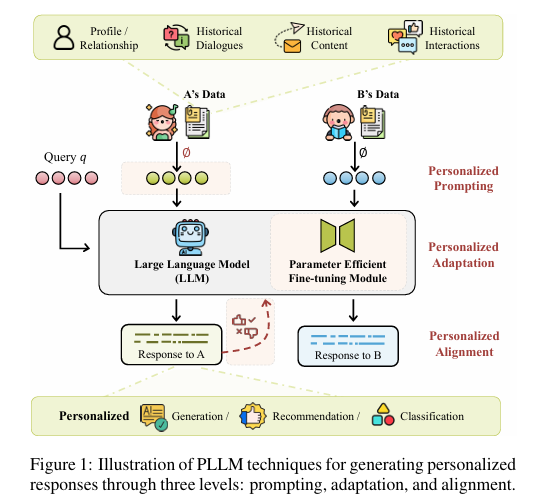 Profile /
Relationship
Historical
Dialogues
Historical
Content
Historical
Interactions
A's Data
B's Data
Query q
∅
∅
Personalized
Prompting
Large Language Model
(LLM)
Parameter Efficient
Fine-tuning Module
Personalized
Adaptation
Response to A
Response to B
Personalized
Alignment
Personalized
Generation /
Recommendation /
Classification
Figure 1: Illustration of PLLM techniques for generating personalized
responses through three levels: prompting, adaptation, and alignment.